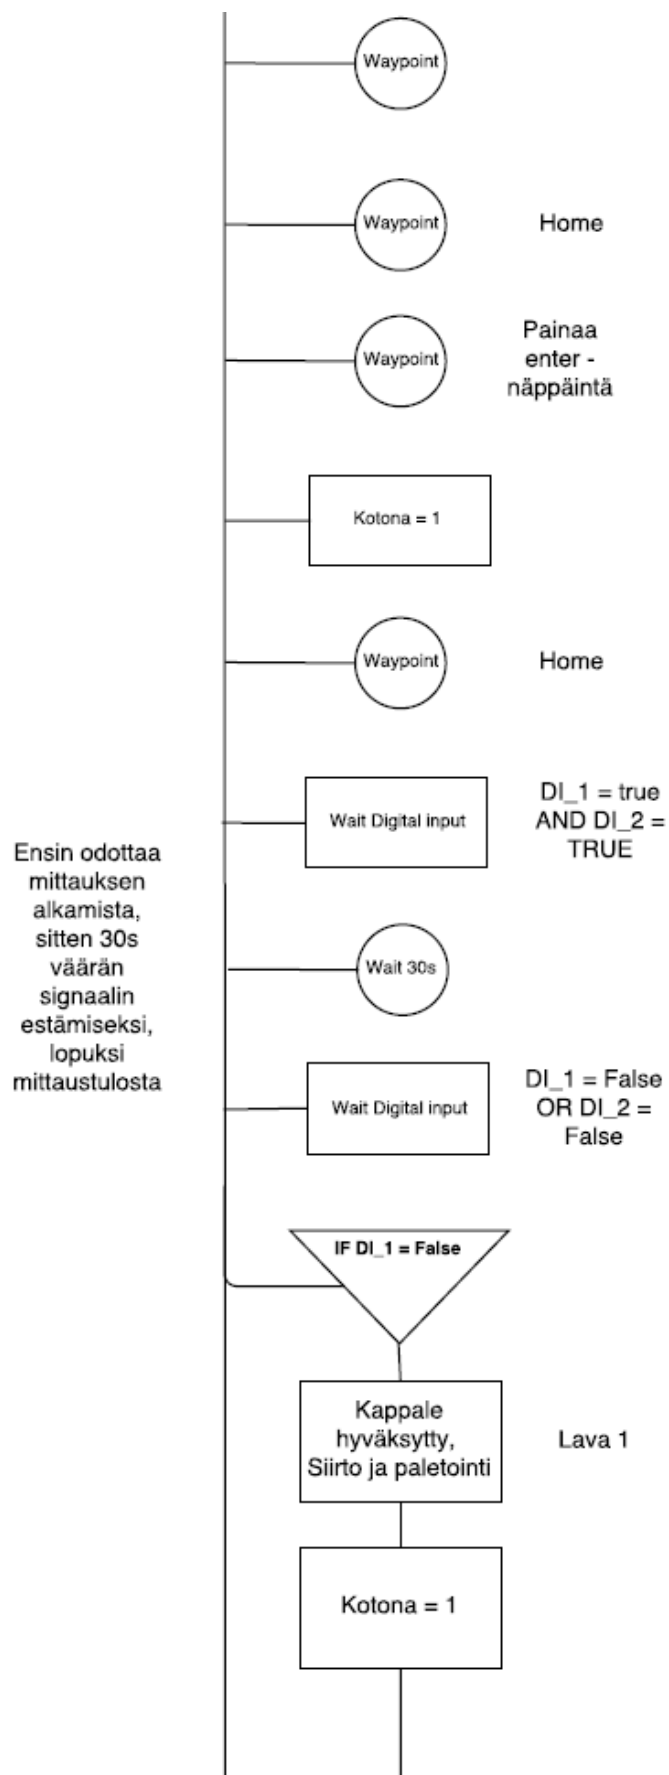 Waypoint
Waypoint
Home
Waypoint
Painaa
enter -
näppäintä
Kotona = 1
Waypoint
Home
Wait Digital input
DI_1 = true
AND DI_2 =
TRUE
Ensin odottaa
mittauksen
alkamista,
sitten 30s
väärän
signaalin
estämiseksi,
lopuksi
mittaustulosta
Wait 30s
Wait Digital input
DI_1 = False
OR DI_2 =
False
IF DI_1 = False
Kappale
hyväksytty,
Siirto ja paletointi
Lava 1
Kotona = 1